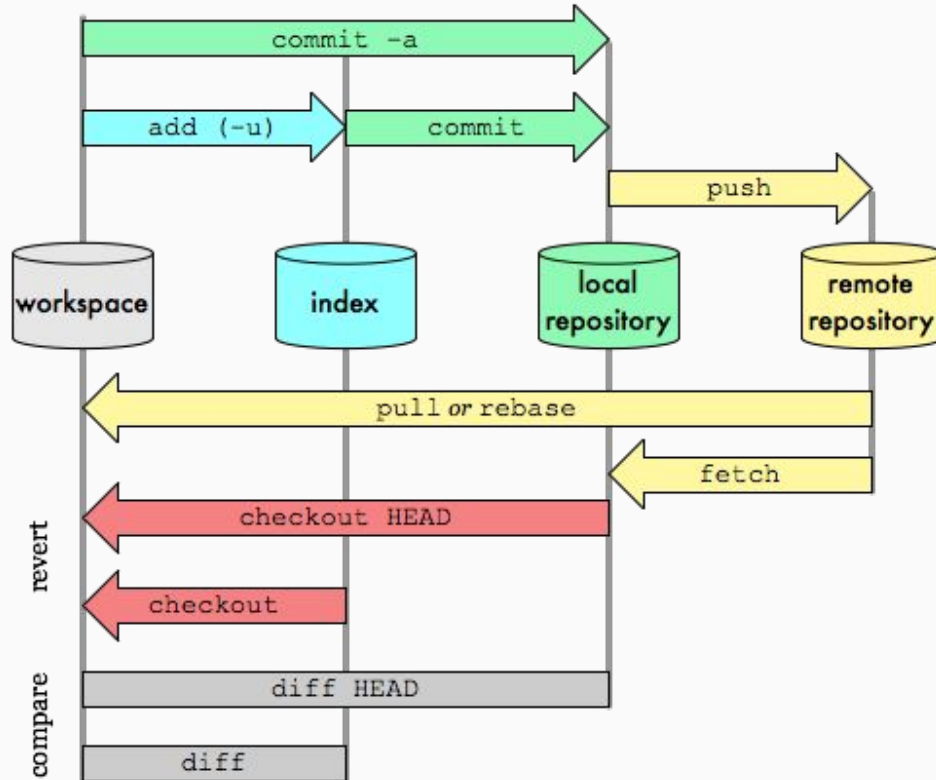 commit -a
add (-u)
commit
push
workspace
index
local
repository
remote
repository
pull or rebase
fetch
revert
checkout HEAD
checkout
compare
diff HEAD
diff